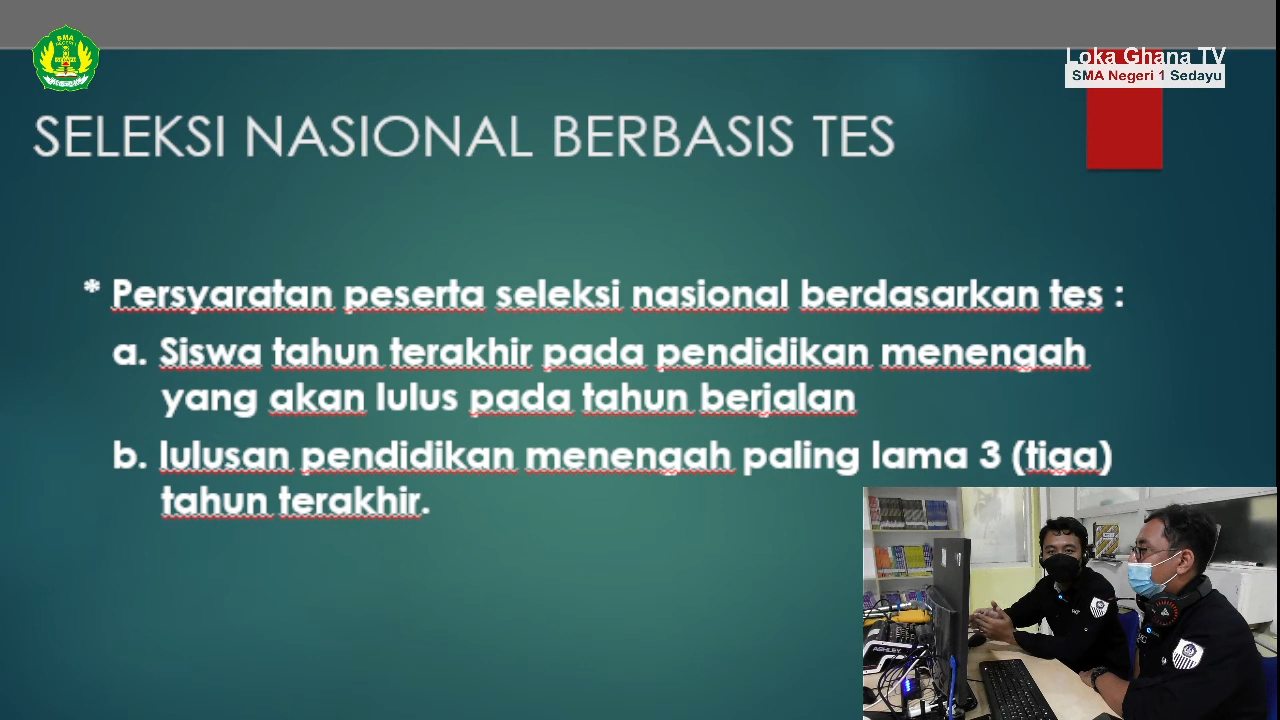 SMA
Loka Ghana TV
SMA Negeri 1 Sedayu
SELEKSI NASIONAL BERBASIS TES
* Persyaratan peserta seleksi nasional berdasarkan tes :
a. Siswa tahun terakhir pada pendidikan menengah
yang akan lulus pada tahun berjalan
b. lulusan pendidikan menengah paling lama 3 (tiga)
tahun terakhir.
ASHLEY